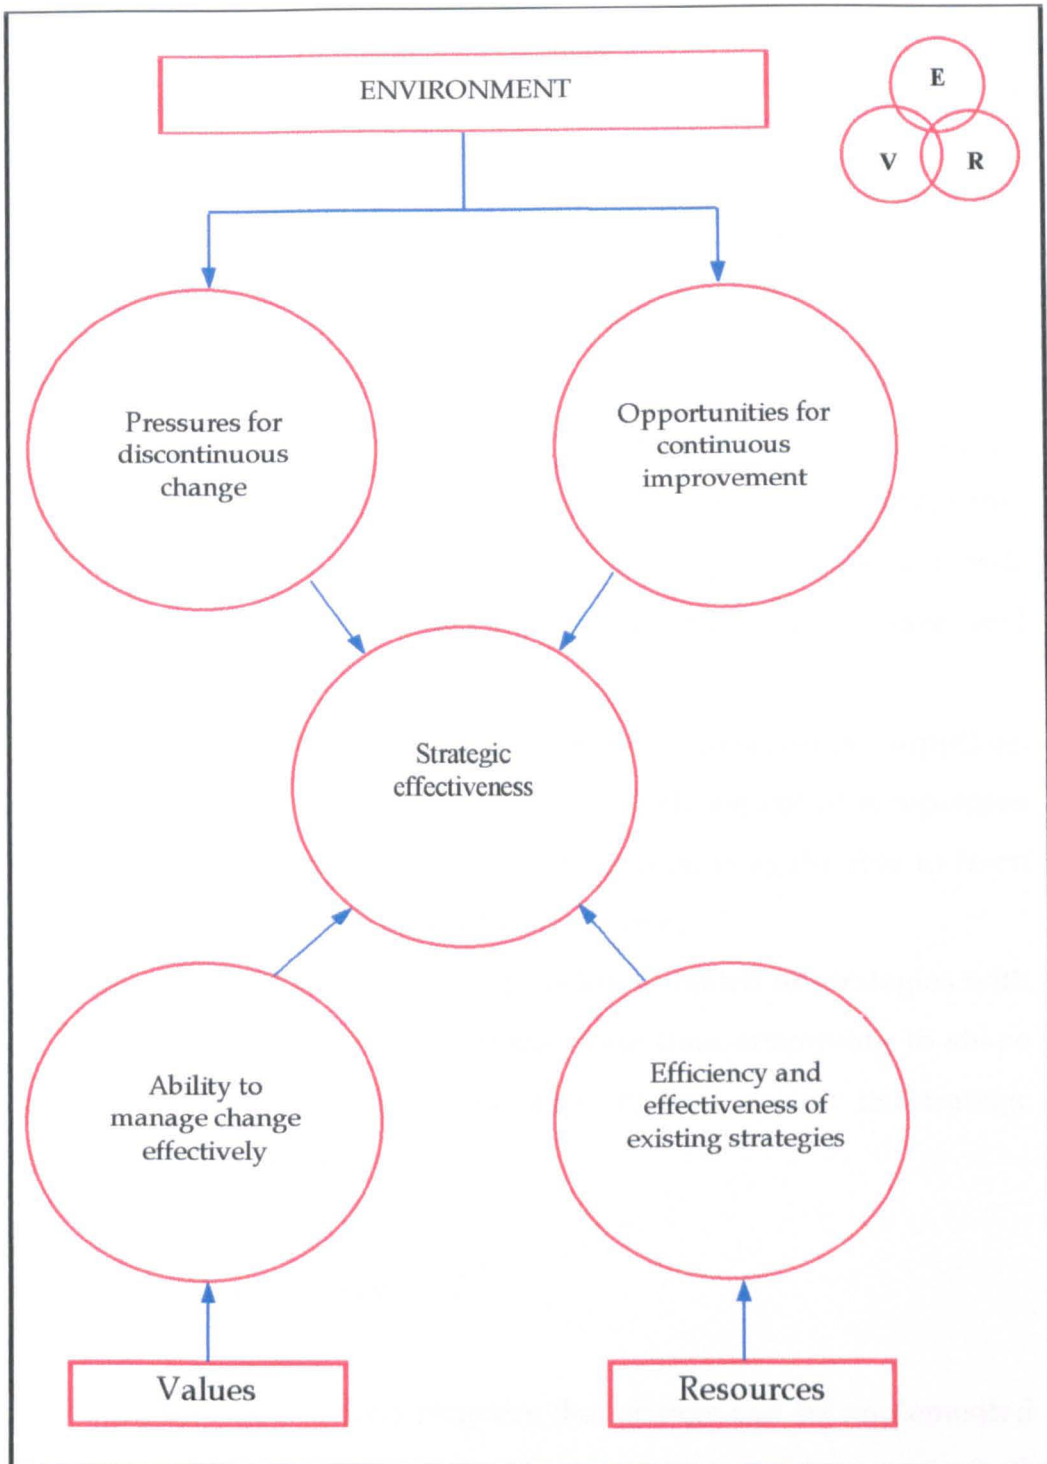 ENVIRONMENT
E
V
R
Pressures for
discontinuous
change
Opportunities for
continuous
improvement
Strategic
effectiveness
Ability to
manage change
effectively
Efficiency and
effectiveness of
existing strategies
Values
Resources